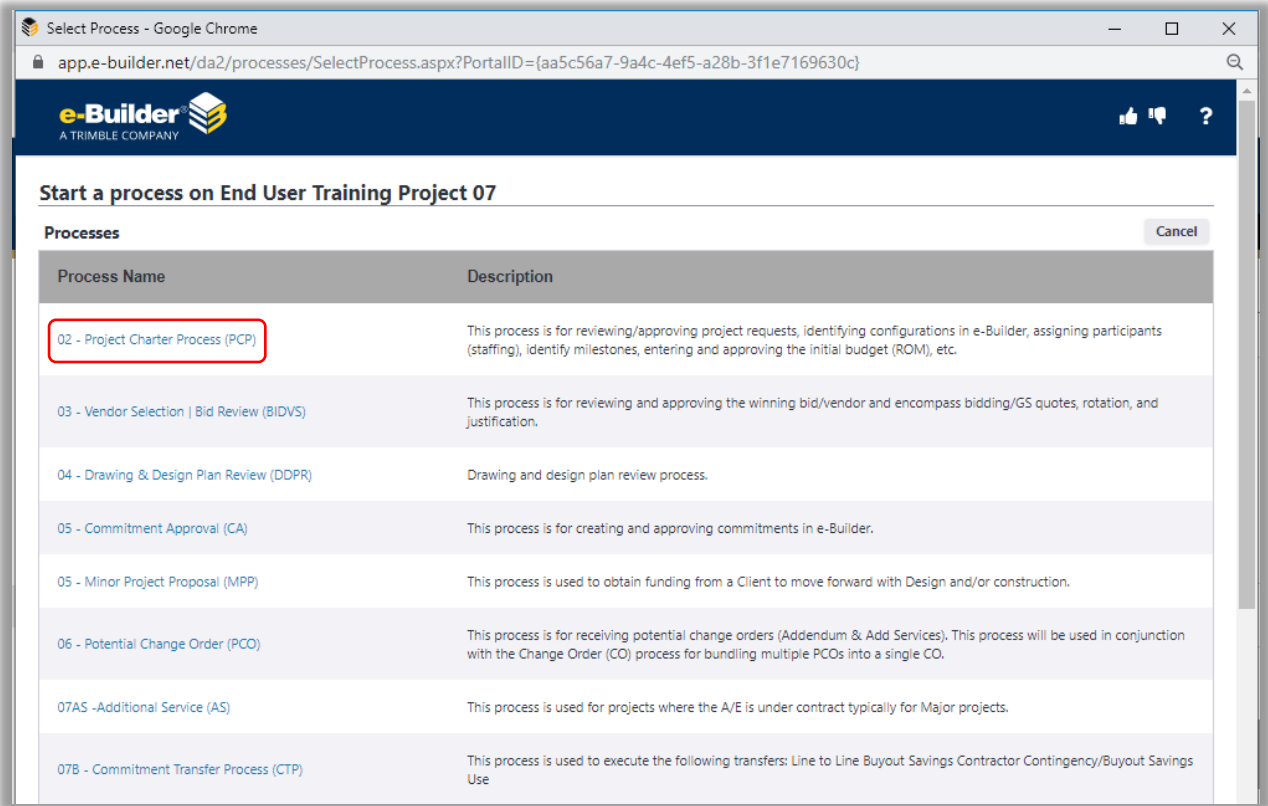 Select Process - Google Chrome
app.e-builder.net/da2/processes/SelectProcess.aspx?PortalID={aa5c56a7-9a4c-4ef5-a28b-3f1e7169630c}
e-Builder®
A TRIMBLE COMPANY
?
Start a process on End User Training Project 07
Processes
Cancel
Process Name Description
02 - Project Charter Process (PCP)
This process is for reviewing/approving project requests, identifying configurations in e-Builder, assigning participants
(staffing), identify milestones, entering and approving the initial budget (ROM), etc.
03 - Vendor Selection | Bid Review (BIDVS)
This process is for reviewing and approving the winning bid/vendor and encompass bidding/GS quotes, rotation, and
justification.
04 - Drawing & Design Plan Review (DDPR)
Drawing and design plan review process.
05 - Commitment Approval (CA)
This process is for creating and approving commitments in e-Builder.
05 - Minor Project Proposal (MPP)
This process is used to obtain funding from a Client to move forward with Design and/or construction.
06 - Potential Change Order (PCO)
This process is for receiving potential change orders (Addendum & Add Services). This process will be used in conjunction
with the Change Order (CO) process for bundling multiple PCOs into a single CO.
07AS -Additional Service (AS)
This process is used for projects where the A/E is under contract typically for Major projects.
07B - Commitment Transfer Process (CTP)
This process is used to execute the following transfers: Line to Line Buyout Savings Contractor Contingency/Buyout Savings
Use